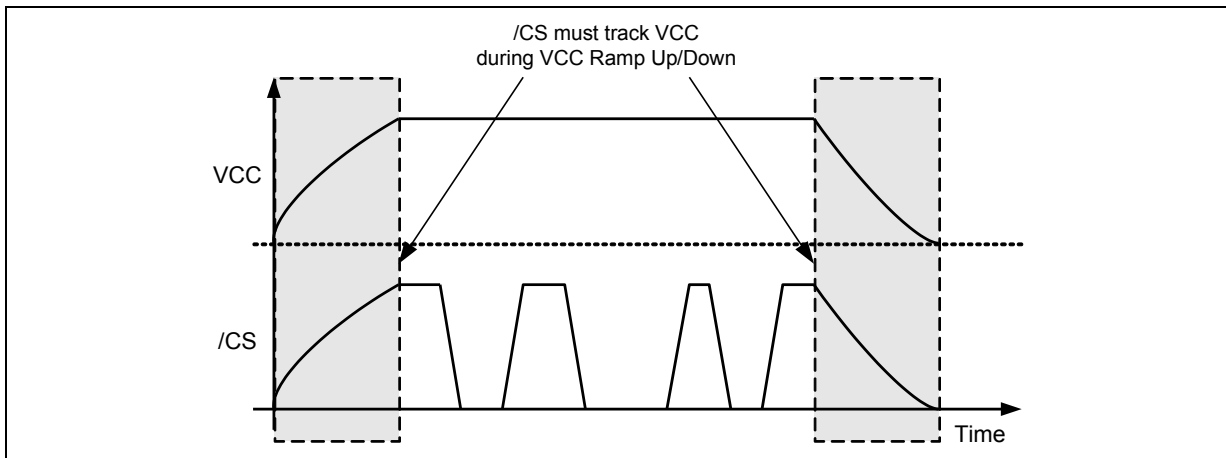 /CS must track VCC
during VCC Ramp Up/Down
VCC
/CS
Time